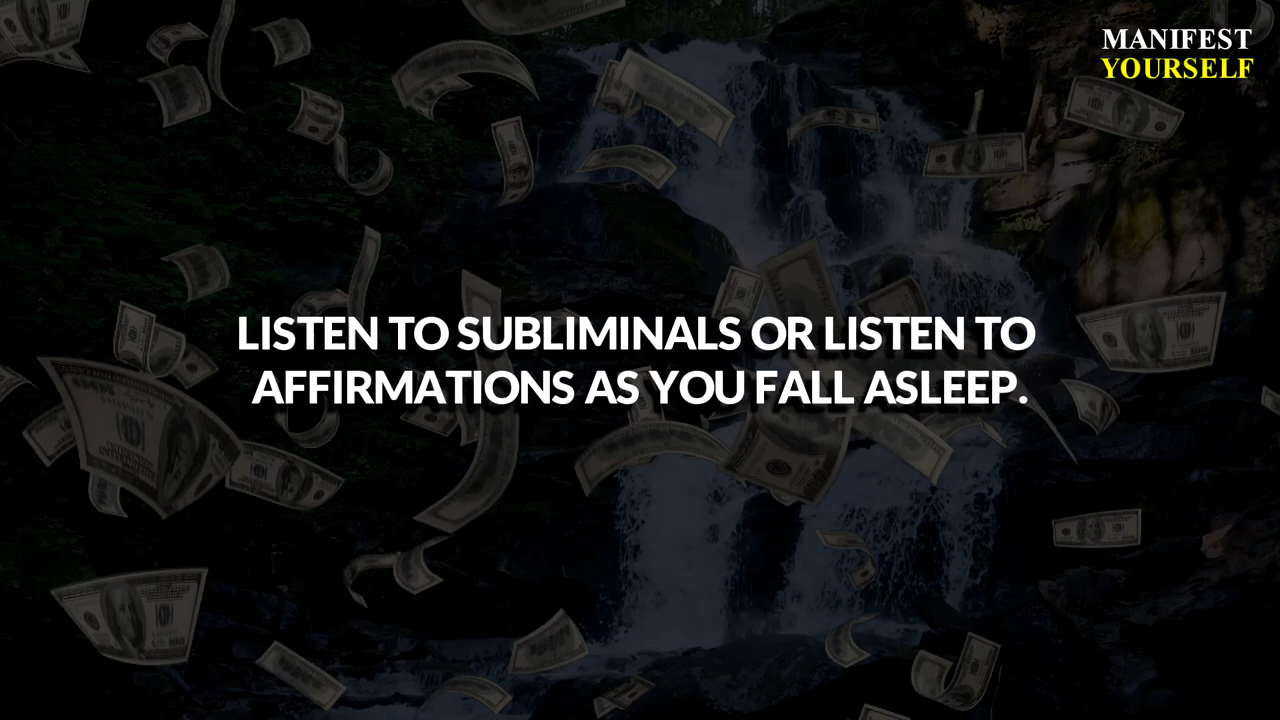 MANIFEST
YOURSELF
LISTEN TO SUBLIMINALS OR LISTEN TO
AFFIRMATIONS AS YOU FALL ASLEEP.